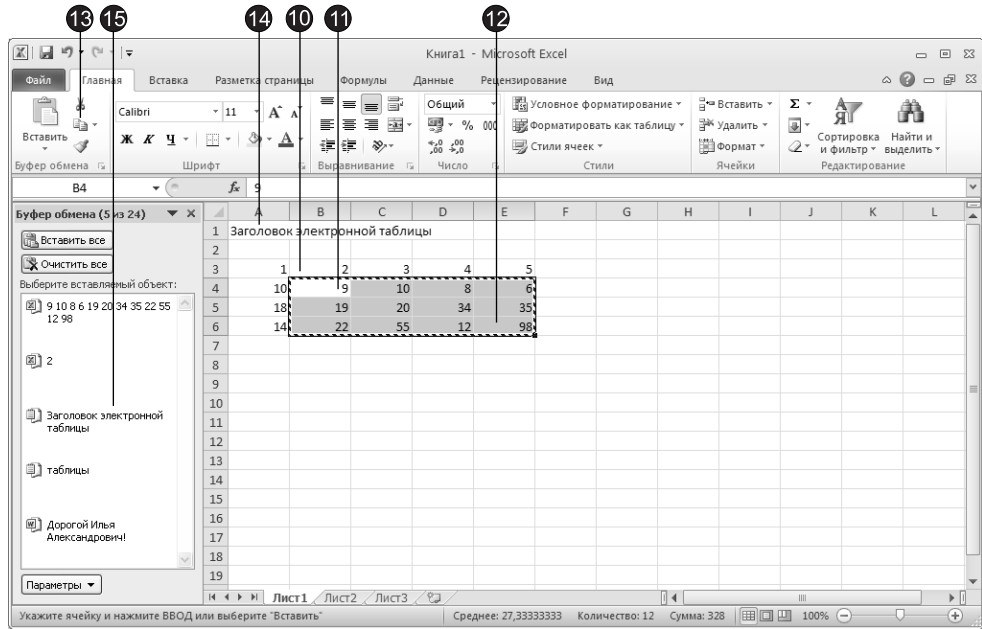 13 15 14 10 11 12
Книга1 - Microsoft Excel
Файл Главная Вставка Разметка страницы Формулы Данные Рецензирование Вид
Вставить
Буфер обмена
Calibri 11
Ж К Ч
Шрифт
Выравнивание
Общий
% 000
Число
Условное форматирование
Форматировать как таблицу
Стили ячеек
Стили
Вставить
Удалить
Формат
Ячейки
Σ
Сортировка и фильтр
Найти и выделить
Редактирование
B4 fx 9
Буфер обмена (5 из 24)
Вставить все
Очистить все
Выберите вставляемый объект:
9 10 8 6 19 20 34 35 22 55
12 98
2
Заголовок электронной
таблицы
таблицы
Дорогой Илья
Александрович!
Параметры
A B C D E F G H I J K L
1 Заголовок электронной таблицы
2
3 1 2 3 4 5
4 10 9 10 8 6
5 18 19 20 34 35
6 14 22 55 12 98
7
8
9
10
11
12
13
14
15
16
17
18
19
Лист1 Лист2 Лист3
Укажите ячейку и нажмите ВВОД или выберите "Вставить" Среднее: 27,33333333 Количество: 12 Сумма: 328 100%